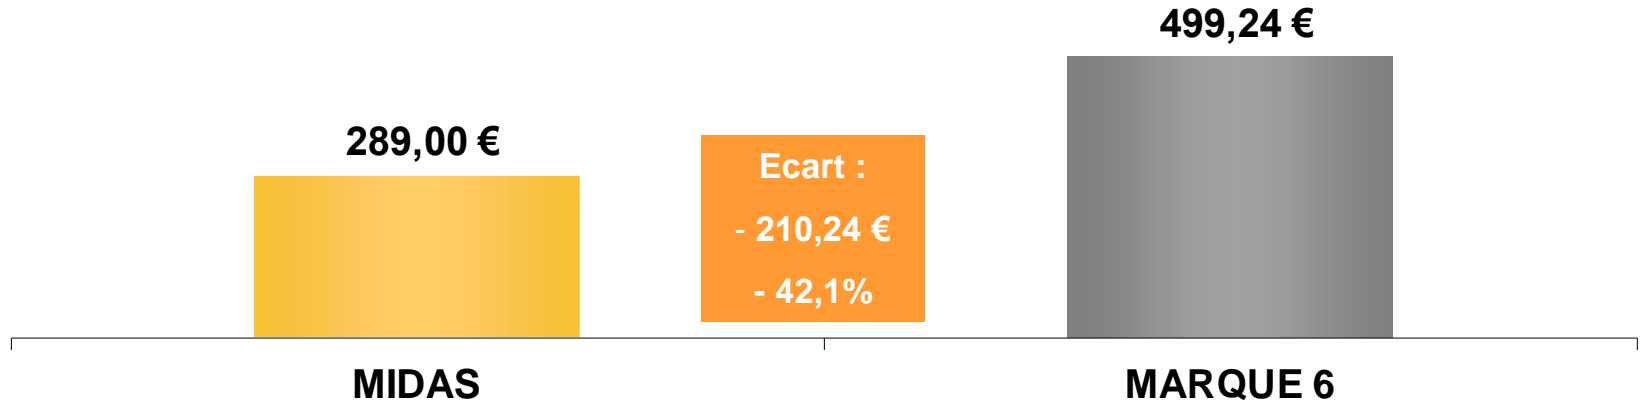 499,24 €
289,00 €
Ecart :
- 210,24 €
- 42,1%
MIDAS
MARQUE 6